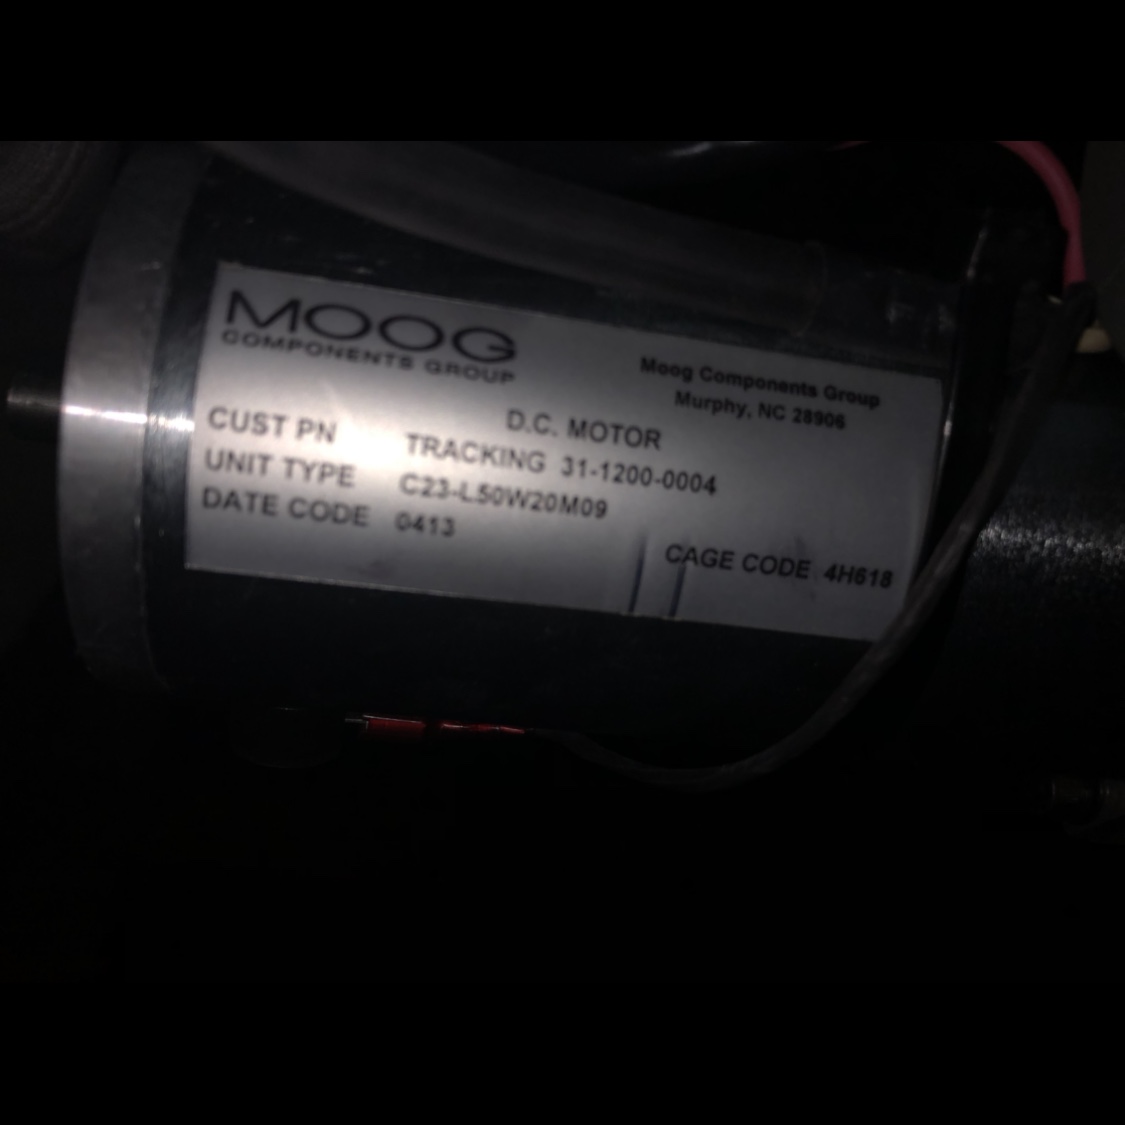 MOOG
COMPONENTS GROUP
Moog Components Group
Murphy, NC 28906
D.C. MOTOR
CUST PN TRACKING 31-1200-0004
UNIT TYPE C23-L50W20M09
DATE CODE 0413
CAGE CODE 4H618